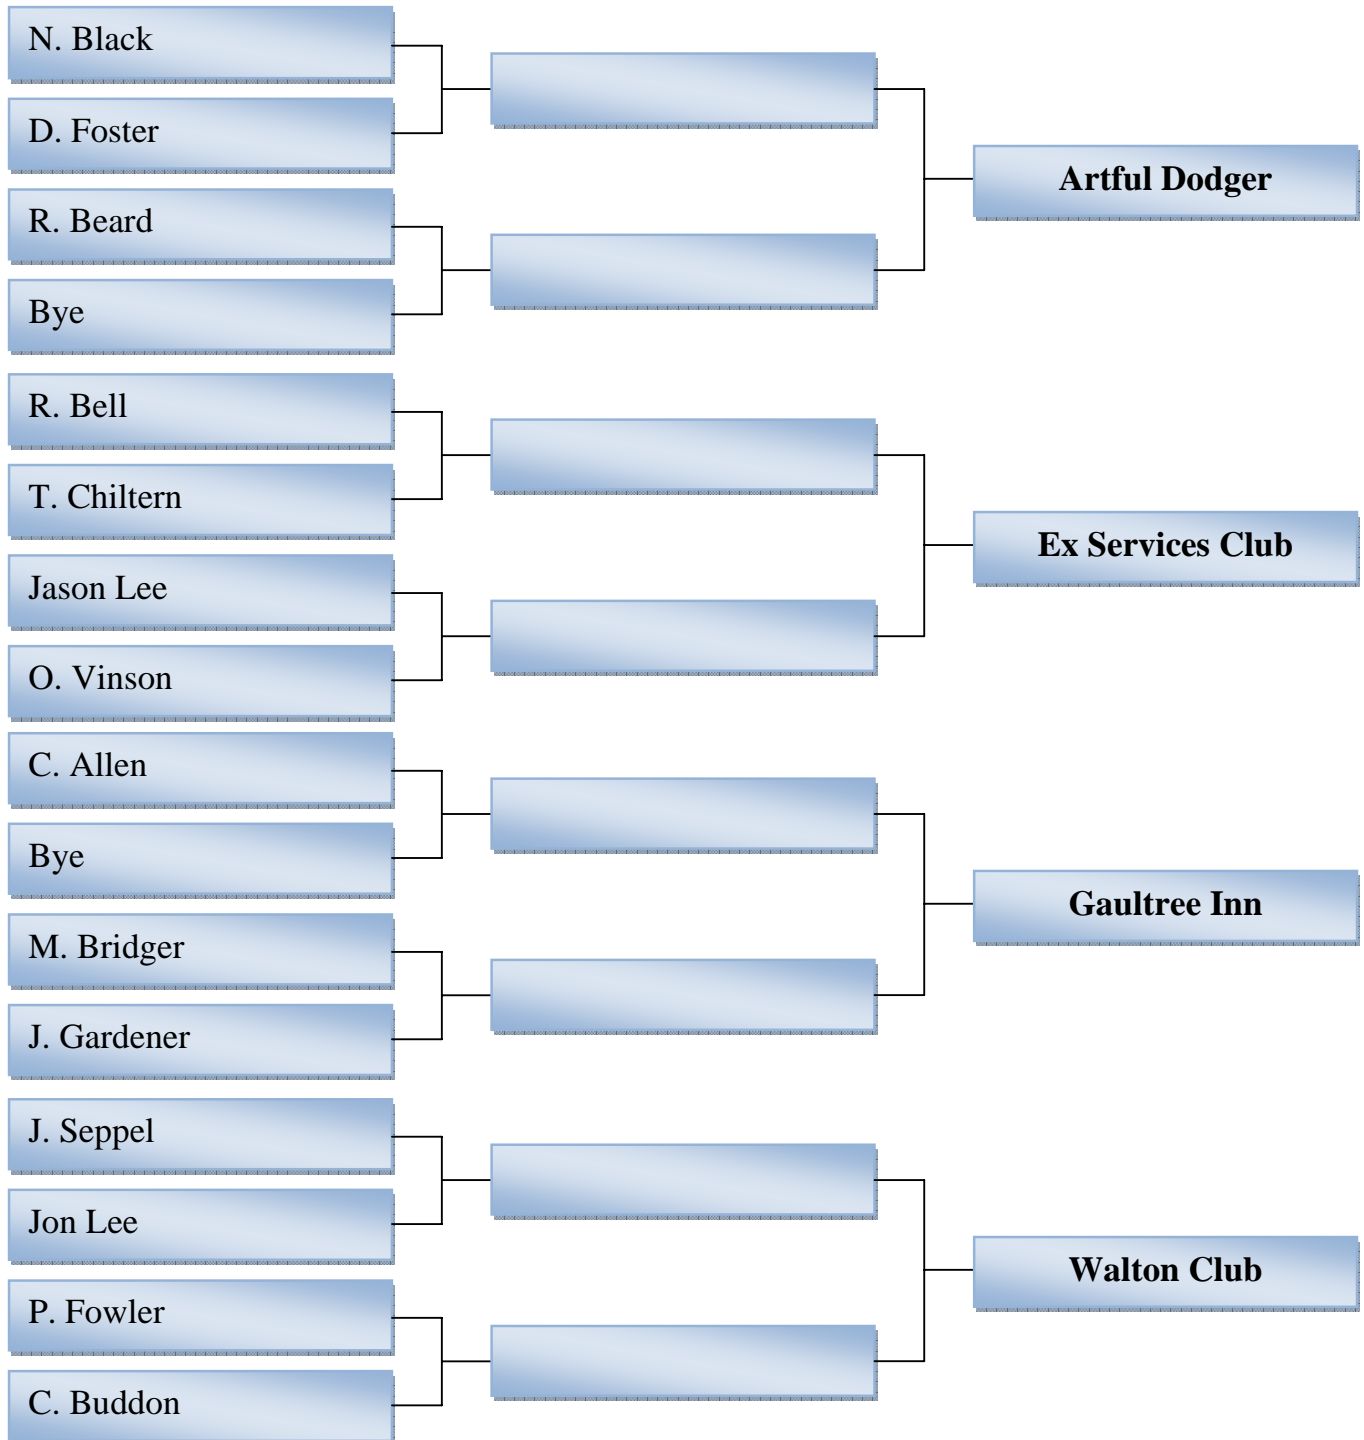 N. Black
D. Foster
R. Beard
Bye
R. Bell
T. Chiltern
Jason Lee
O. Vinson
C. Allen
Bye
M. Bridger
J. Gardener
J. Seppel
Jon Lee
P. Fowler
C. Buddon
Artful Dodger
Ex Services Club
Gaultree Inn
Walton Club